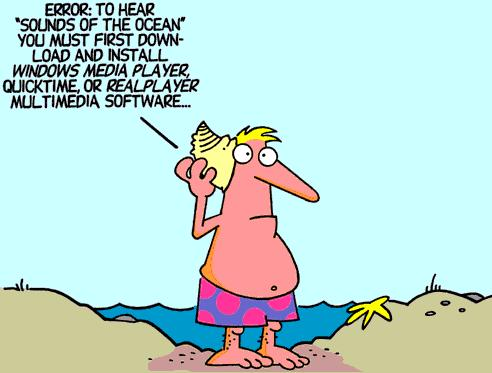 ERROR: TO HEAR
"SOUNDS OF THE OCEAN"
YOU MUST FIRST DOWN-
LOAD AND INSTALL
WINDOWS MEDIA PLAYER,
QUICKTIME, OR REALPLAYER
MULTIMEDIA SOFTWARE...